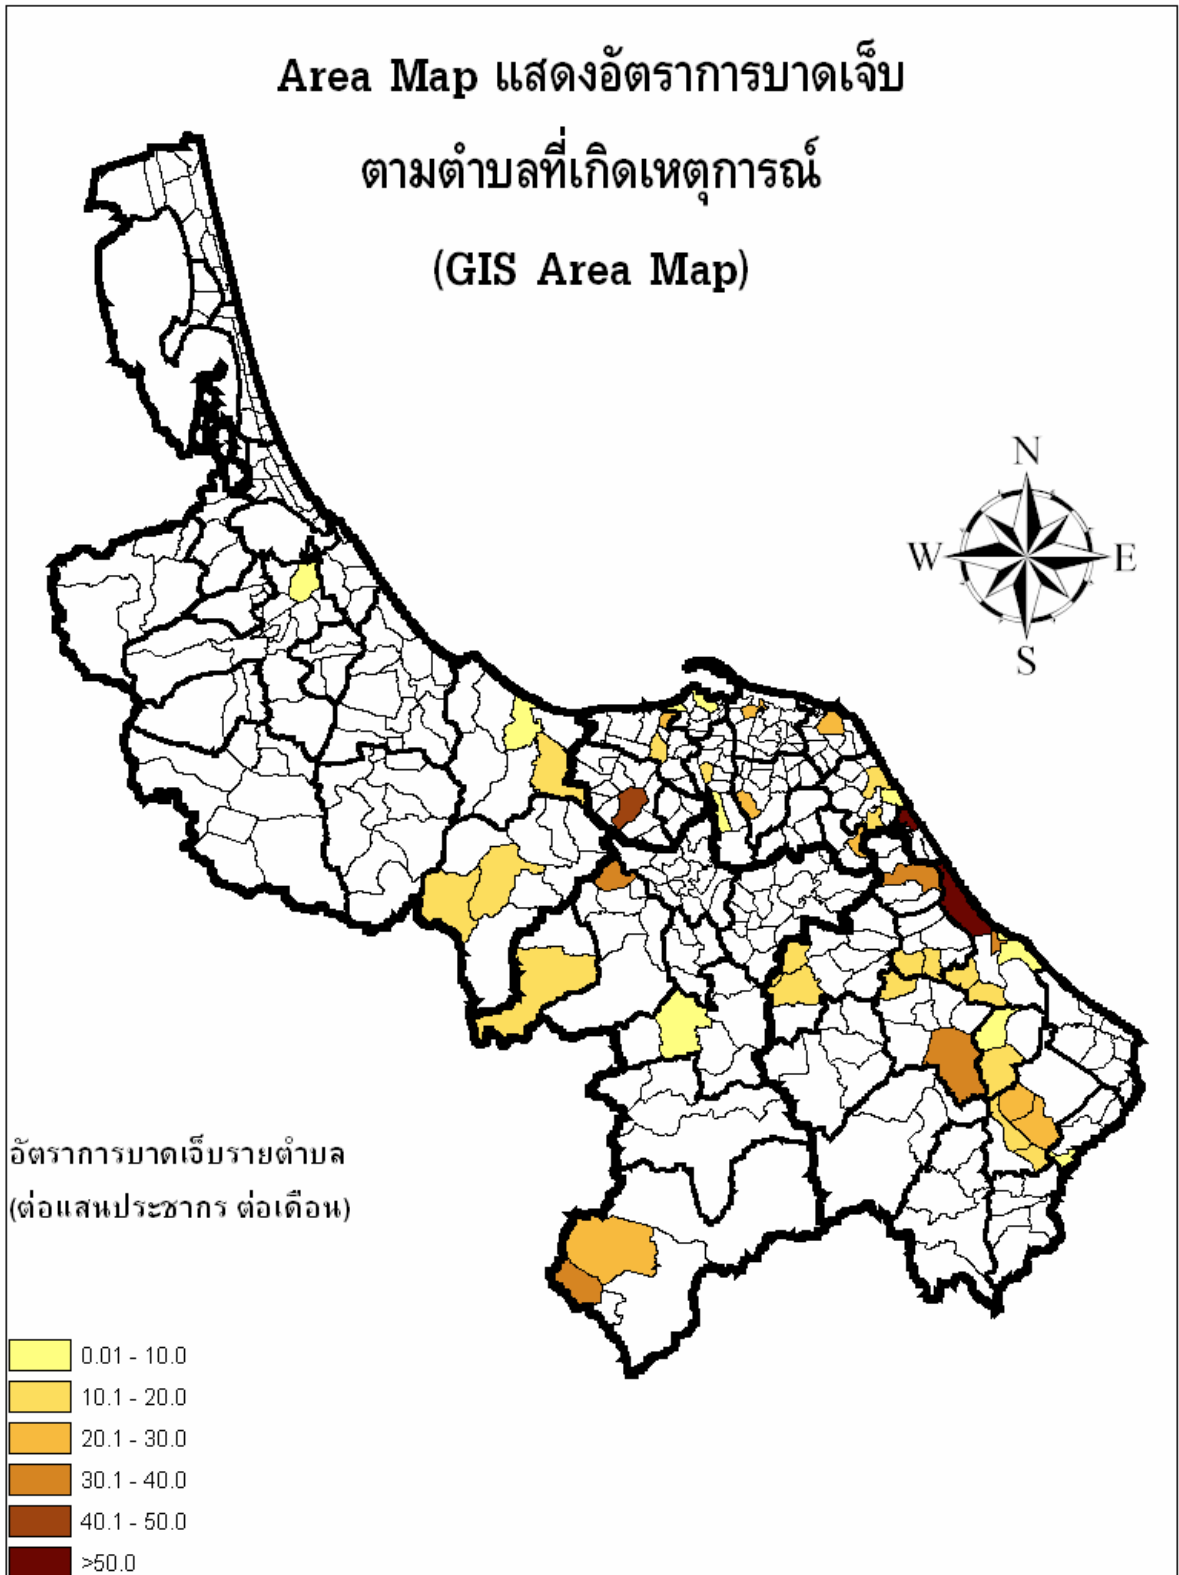 Area Map แสดงอัตราการบาดเจ็บ
ตามตำบลที่เกิดเหตุการณ์
(GIS Area Map)
N
W
E
S
อัตราการบาดเจ็บรายตำบล
(ต่อแสนประชากร ต่อเดือน)
0.01 - 10.0
10.1 - 20.0
20.1 - 30.0
30.1 - 40.0
40.1 - 50.0
>50.0